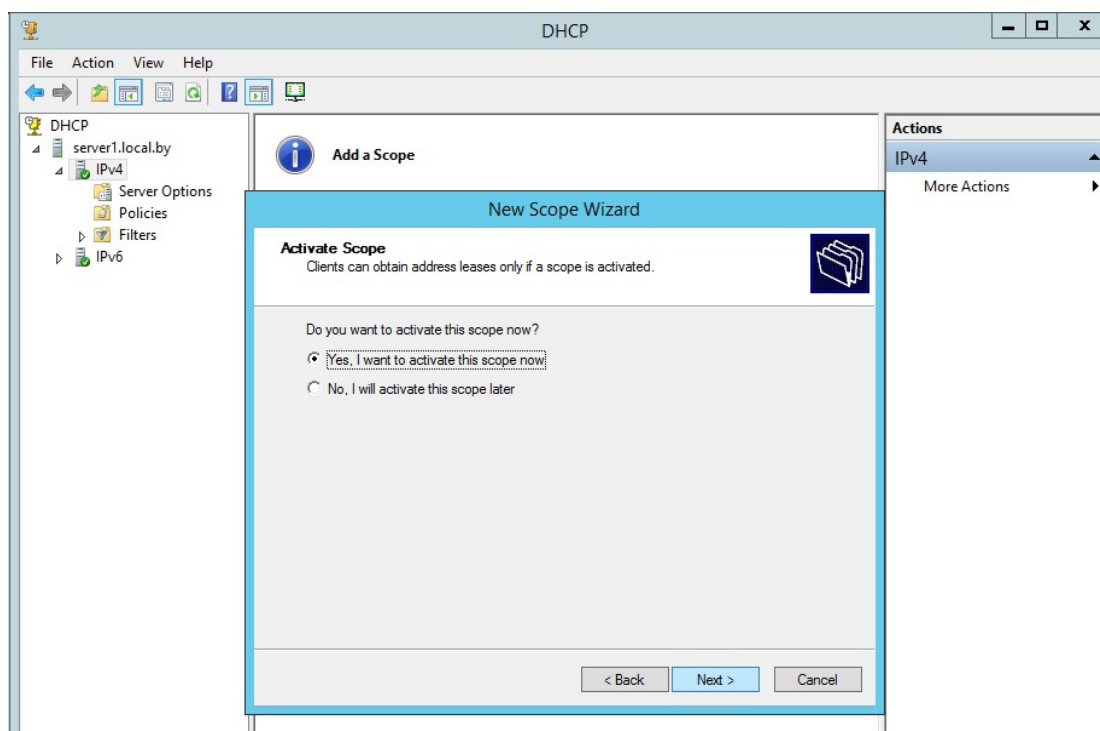 DHCP
File Action View Help
DHCP
server1.local.by
IPv4
Server Options
Policies
Filters
IPv6
Add a Scope
Actions
IPv4
More Actions
New Scope Wizard
Activate Scope
Clients can obtain address leases only if a scope is activated.
Do you want to activate this scope now?
Yes, I want to activate this scope now
No, I will activate this scope later
< Back Next > Cancel